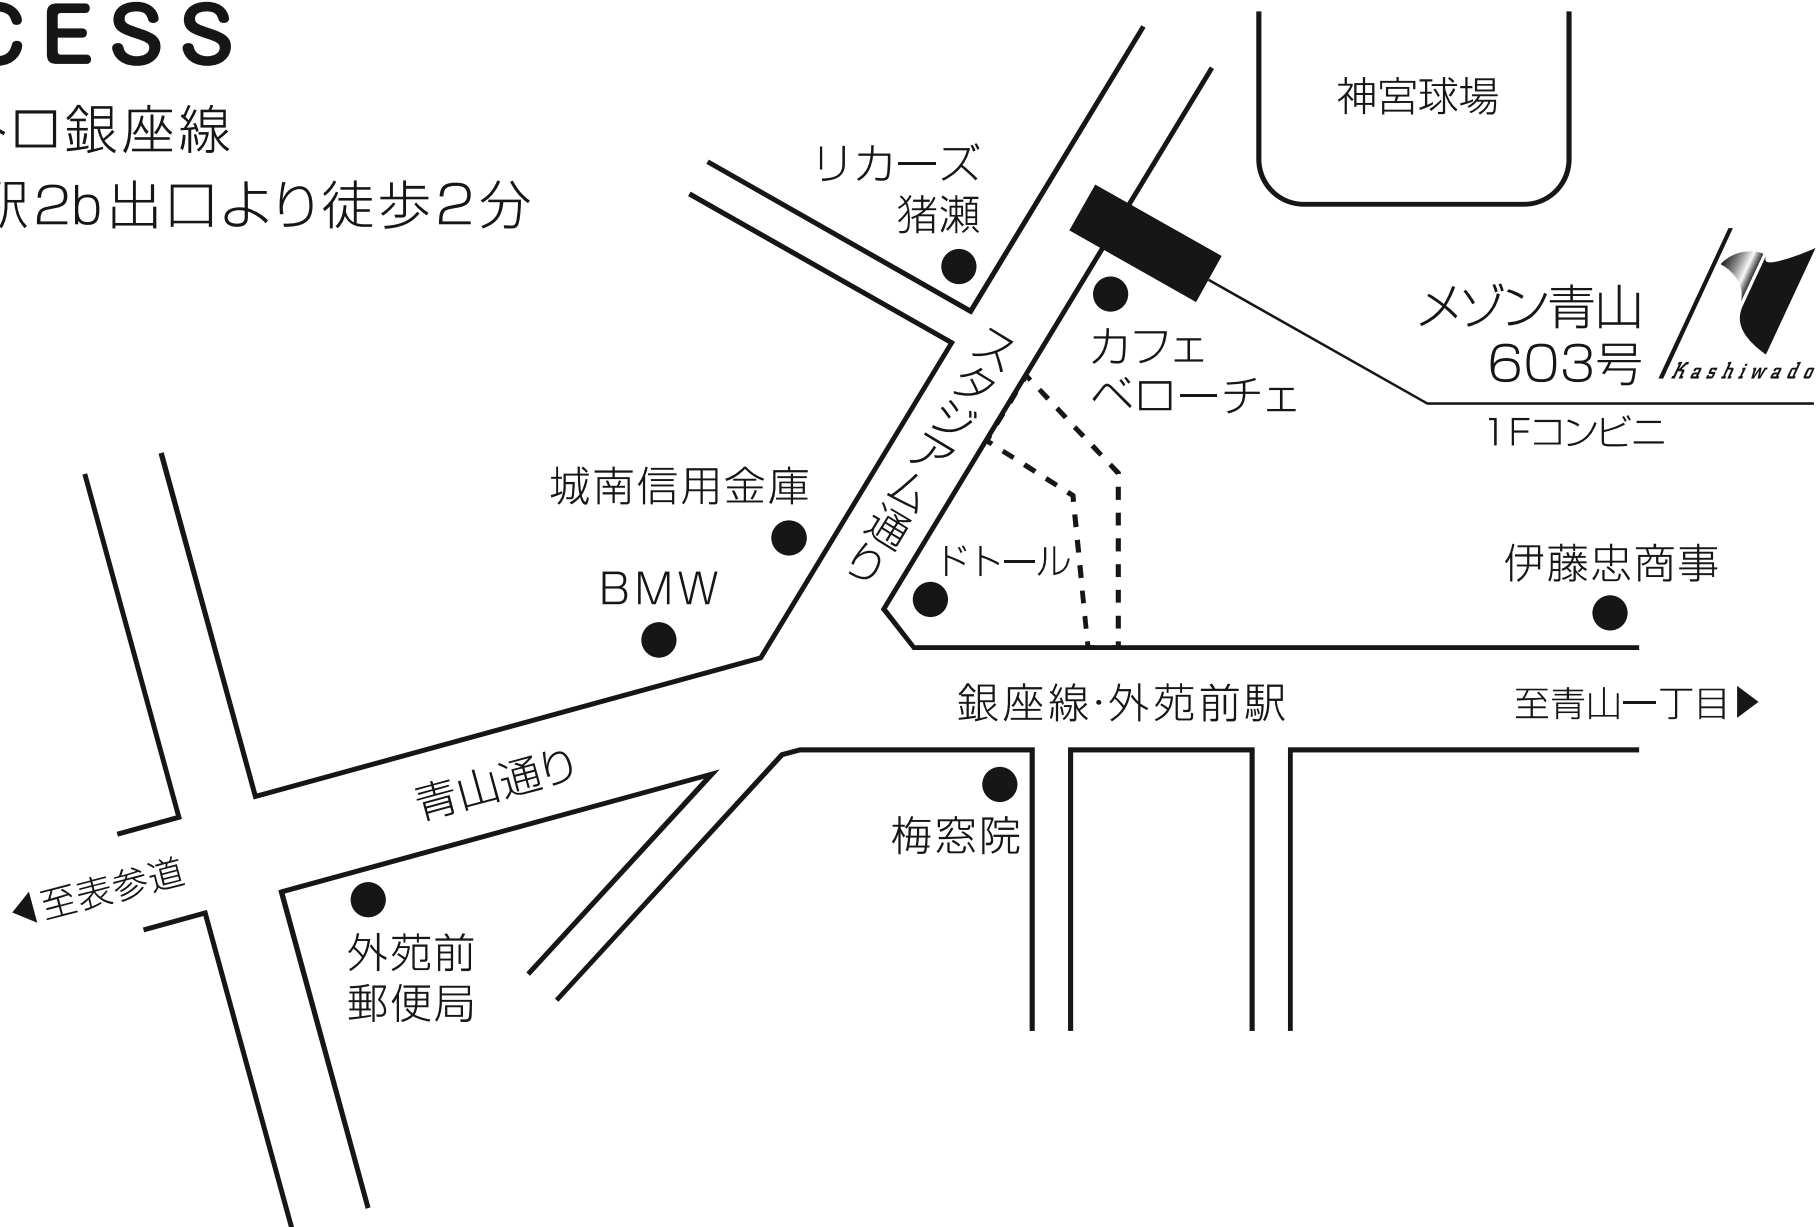 CESS
トロ銀座線
駅2b出口より徒歩2分
神宮球場
リカーズ
猪瀬
メゾン青山
603号
Kashiwado
1Fコンビニ
カフェ
ベローチェ
スタジアム通り
城南信用金庫
BMW
ドトール
伊藤忠商事
銀座線·外苑前駅
至青山一丁目▶
青山通り
梅窓院
◀至表参道
外苑前
郵便局